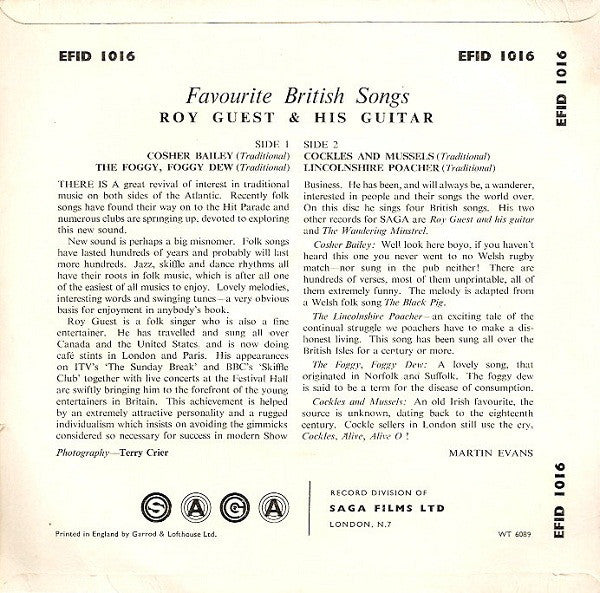 EFID 1016
EFID 1016
EFID 1016
Favourite British Songs
ROY GUEST & HIS GUITAR
SIDE 1
COSHER BAILEY (Traditional)
THE FOGGY, FOGGY DEW (Traditional)
THERE IS A great revival of interest in traditional
music on both sides of the Atlantic. Recently folk
songs have found their way on to the Hit Parade and
numerous clubs are springing up, devoted to exploring
this new sound.
New sound is perhaps a big misnomer. Folk songs
have lasted hundreds of years and probably will last
more hundreds. Jazz, skiffle and dance rhythms all
have their roots in folk music, which is after all one
of the easiest of all musics to enjoy. Lovely melodies,
interesting words and swinging tunes—a very obvious
basis for enjoyment in anybody's book.
Roy Guest is a folk singer who is also a fine
entertainer. He has travelled and sung all over
Canada and the United States, and is now doing
café stints in London and Paris. His appearances
on ITV's 'The Sunday Break' and BBC's 'Skiffle
Club' together with live concerts at the Festival Hall
are swiftly bringing him to the forefront of the young
entertainers in Britain. This achievement is helped
by an extremely attractive personality and a rugged
individualism which insists on avoiding the gimmicks
considered so necessary for success in modern Show
Photography—Terry Crier
SIDE 2
COCKLES AND MUSSELS (Traditional)
LINCOLNSHIRE POACHER (Traditional)
Business. He has been, and will always be, a wanderer,
interested in people and their songs the world over.
On this disc he sings four British songs. His two
other records for SAGA are Roy Guest and his guitar
and The Wandering Minstrel.
Cosher Bailey: Well look here boyo, if you haven't
heard this one you never went to no Welsh rugby
match—nor sung in the pub neither! There are
hundreds of verses, most of them unprintable, all of
them extremely funny. The melody is adapted from
a Welsh folk song The Black Pig.
The Lincolnshire Poacher—an exciting tale of the
continual struggle we poachers have to make a dis-
honest living. This song has been sung all over the
British Isles for a century or more.
The Foggy, Foggy Dew: A lovely song, that
originated in Norfolk and Suffolk. The foggy dew
is said to be a term for the disease of consumption.
Cockles and Mussels: An old Irish favourite, the
source is unknown, dating back to the eighteenth
century. Cockle sellers in London still use the cry,
Cockles, Alive, Alive O !
MARTIN EVANS
SAGA
RECORD DIVISION OF
SAGA FILMS LTD
LONDON, N.7
Printed in England by Garrod & Lofthouse Ltd.
WT 6089
EFID 1016